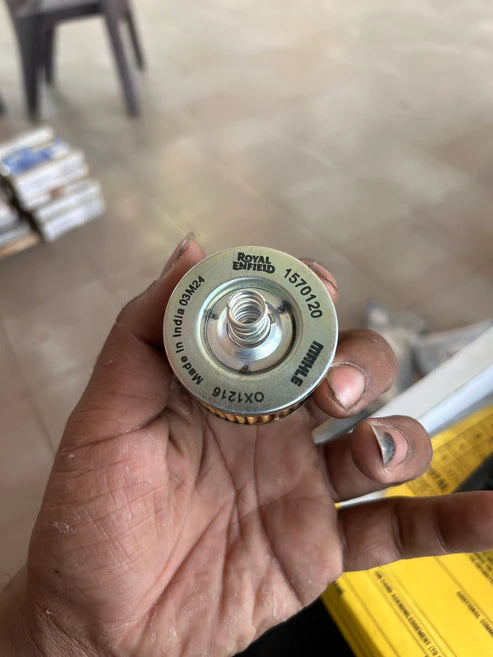 ROYAL
ENFIELD
1570120
MAHLE
OX1216
Made in India 03M24